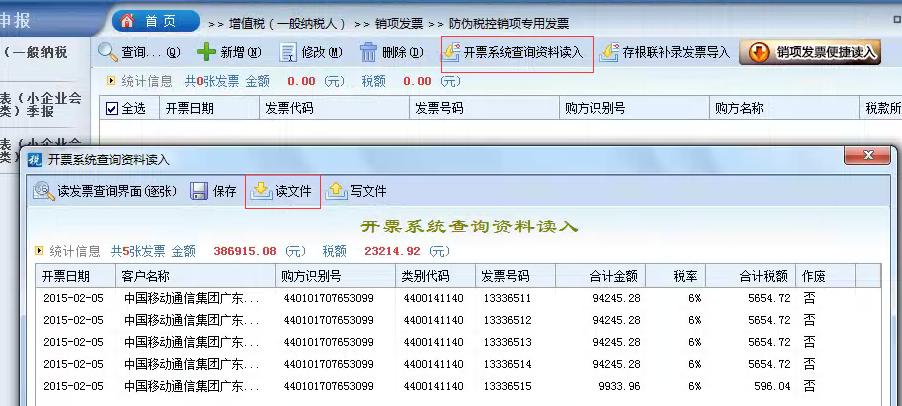 申报
首 页 >> 增值税（一般纳税人） >> 销项发票 >> 防伪税控销项专用发票
（一般纳税
查询... (Q) 新增(N) 修改(M) 删除(D) 开票系统查询资料读入 存根联补录发票导入 销项发票便捷读入
统计信息 共0张发票 金额 0.00 (元) 税额 0.00 (元)
表（小企业会
类）季报
全选 开票日期 发票代码 发票号码 购方识别号 购方名称 税款所
表（小企业会
类）
税 开票系统查询资料读入
读发票查询界面(逐张) 保存 读文件 写文件
开票系统查询资料读入
统计信息 共5张发票 金额 386915.08 (元) 税额 23214.92 (元)
开票日期 客户名称 购方识别号 类别代码 发票号码 合计金额 税率 合计税额 作废
2015-02-05 中国移动通信集团广东... 440101707653099 4400141140 13336511 94245.28 6% 5654.72 否
2015-02-05 中国移动通信集团广东... 440101707653099 4400141140 13336512 94245.28 6% 5654.72 否
2015-02-05 中国移动通信集团广东... 440101707653099 4400141140 13336513 94245.28 6% 5654.72 否
2015-02-05 中国移动通信集团广东... 440101707653099 4400141140 13336514 94245.28 6% 5654.72 否
2015-02-05 中国移动通信集团广东... 440101707653099 4400141140 13336515 9933.96 6% 596.04 否